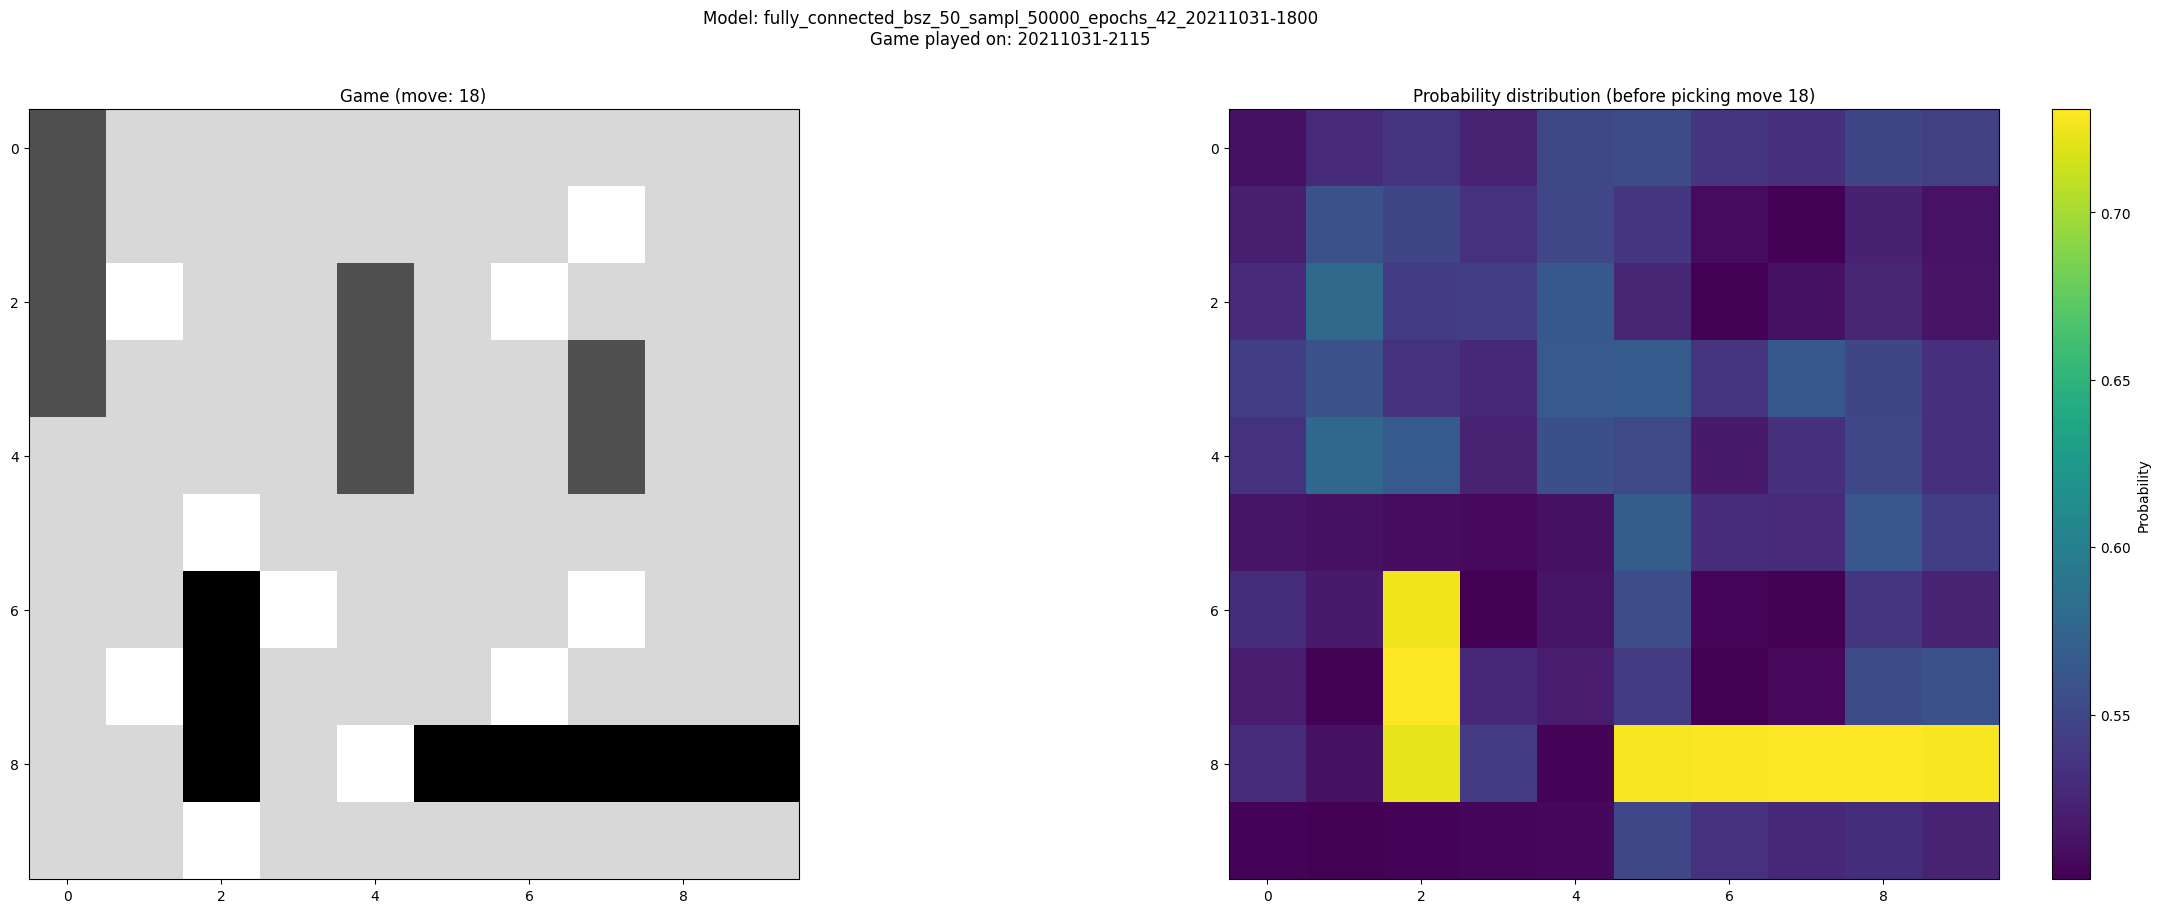 Model: fully_connected_bsz_50_sampl_50000_epochs_42_20211031-1800
Game played on: 20211031-2115
Game (move: 18)
0
2
4
6
8
0 2 4 6 8
Probability distribution (before picking move 18)
0
2
4
6
8
0 2 4 6 8
0.70
0.65
0.60
0.55
Probability